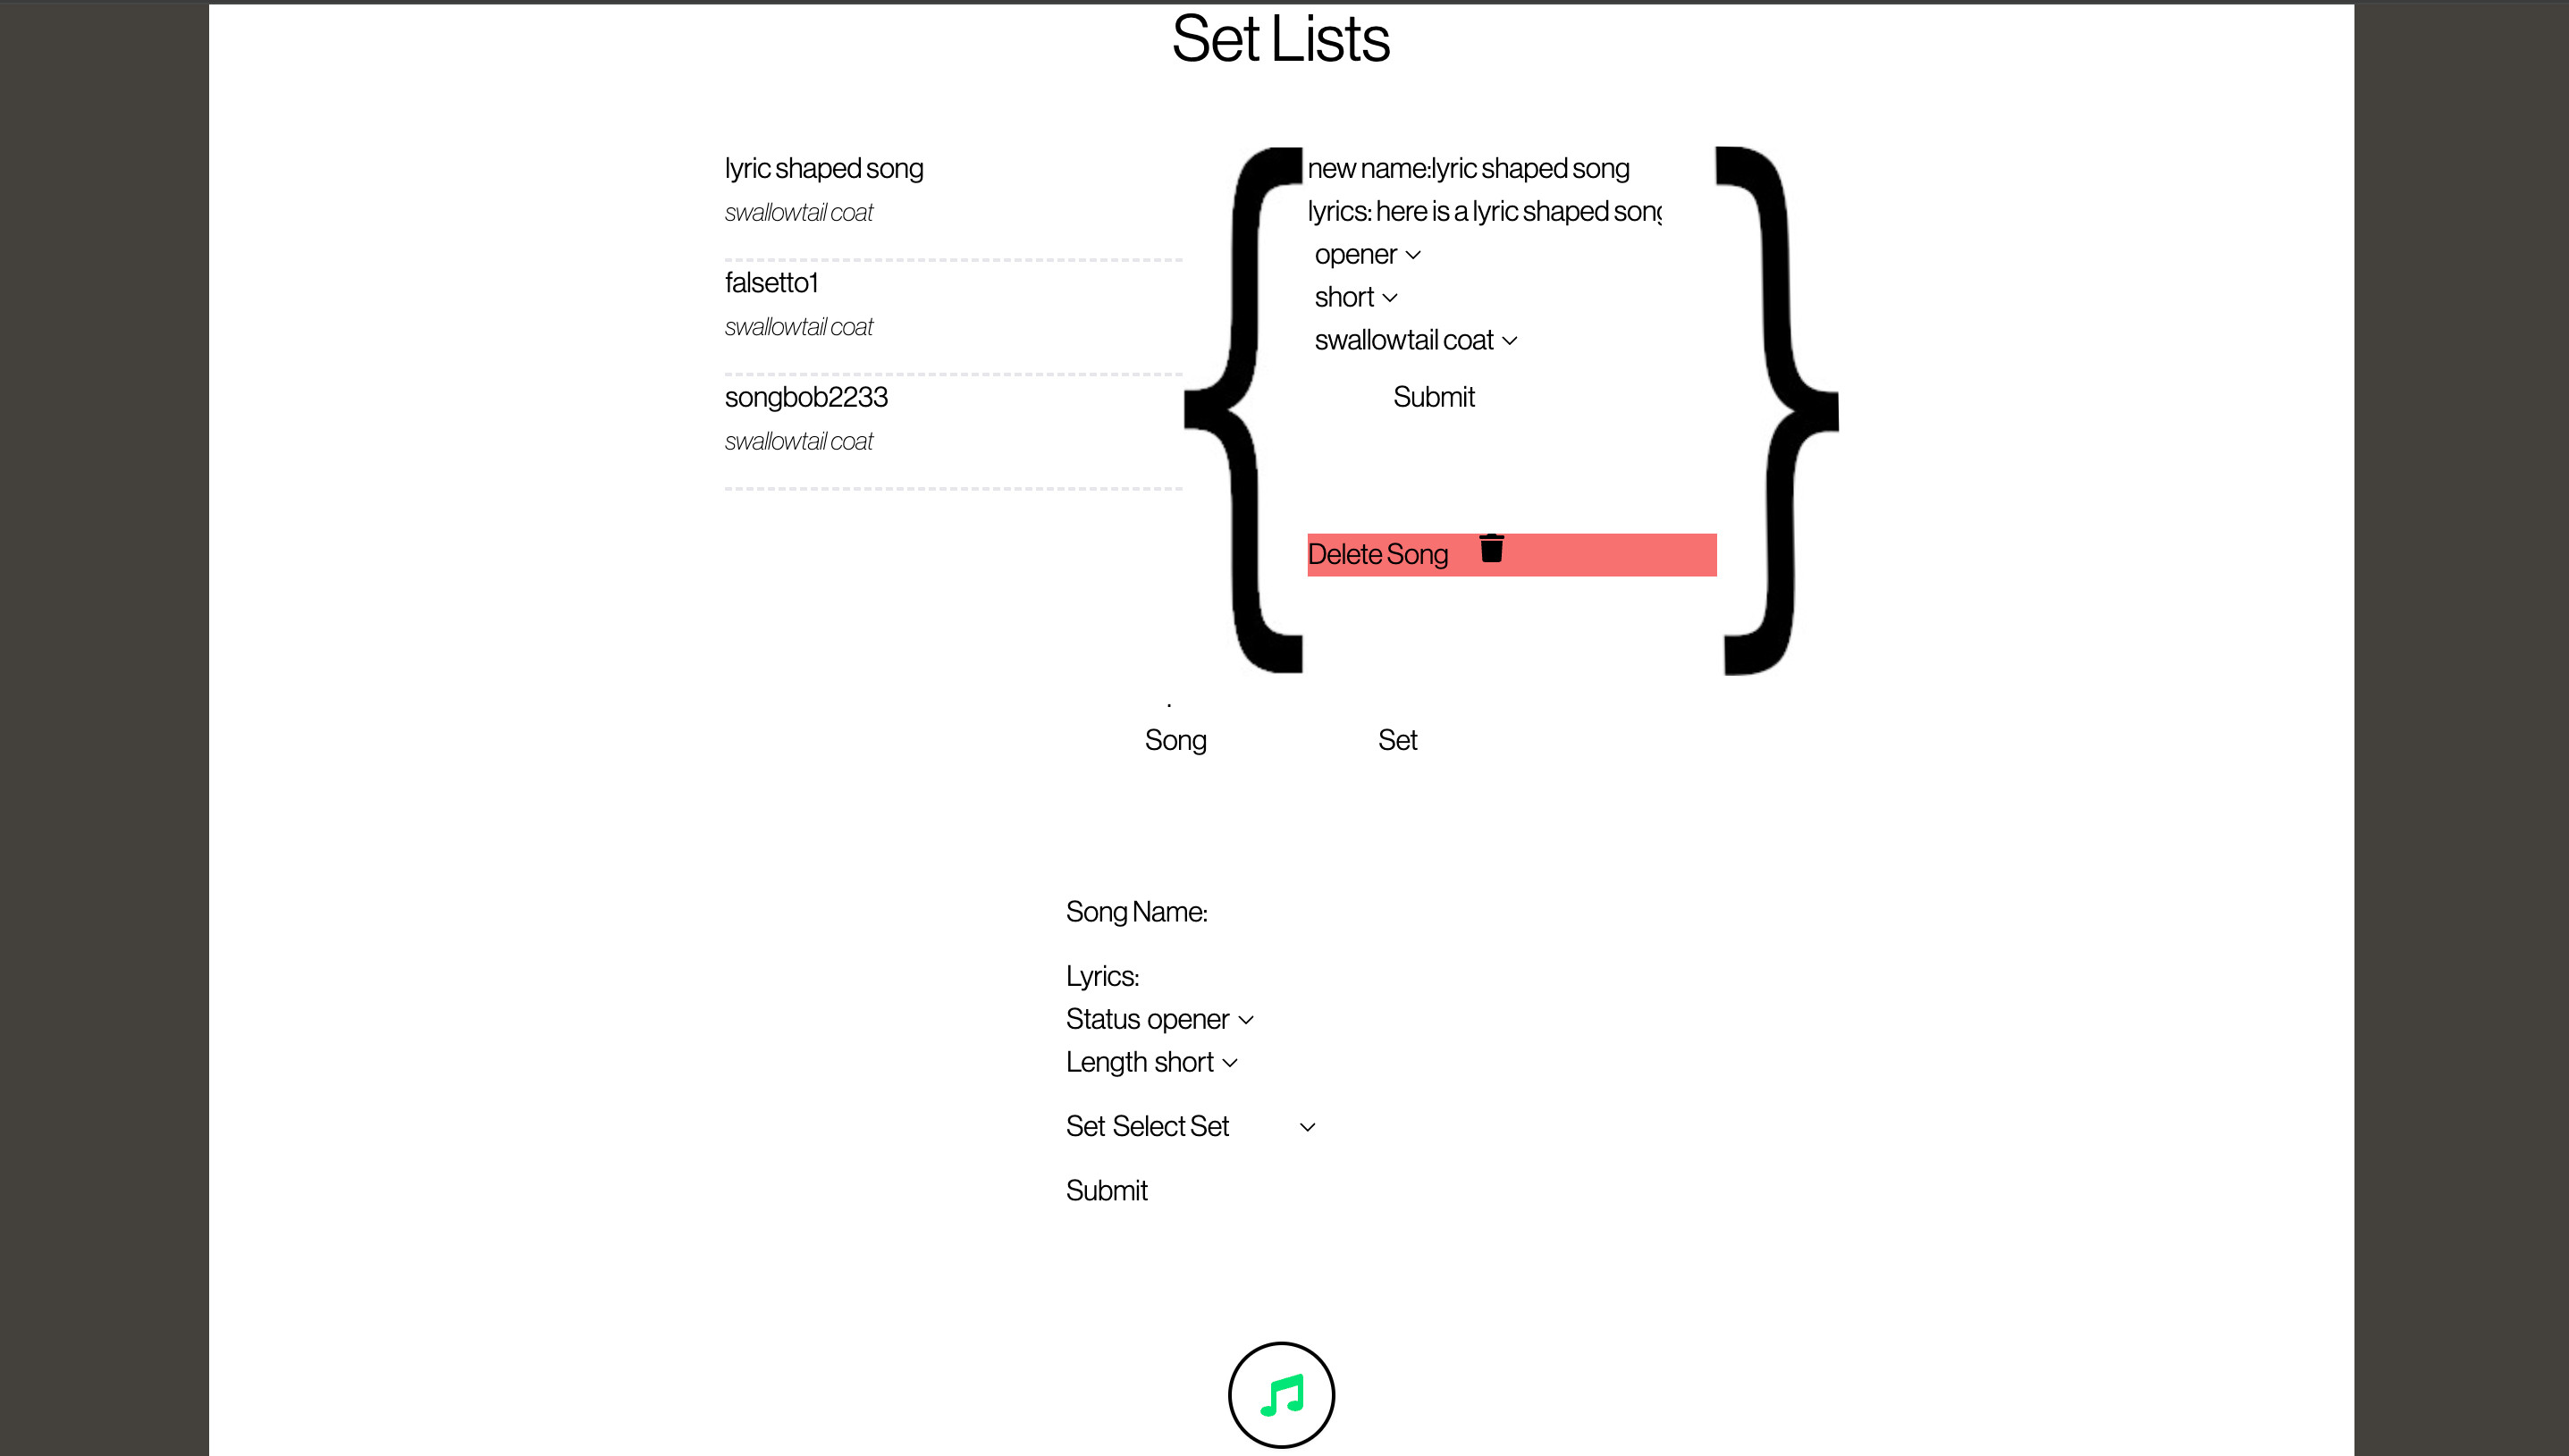 Set Lists
lyric shaped song
swallowtail coat
falsetto1
swallowtail coat
songbob2233
swallowtail coat
{
new name:lyric shaped song
lyrics: here is a lyric shaped song
opener
short
swallowtail coat
Submit
Delete Song
}
.
Song Set
Song Name:
Lyrics:
Status opener
Length short
Set Select Set
Submit